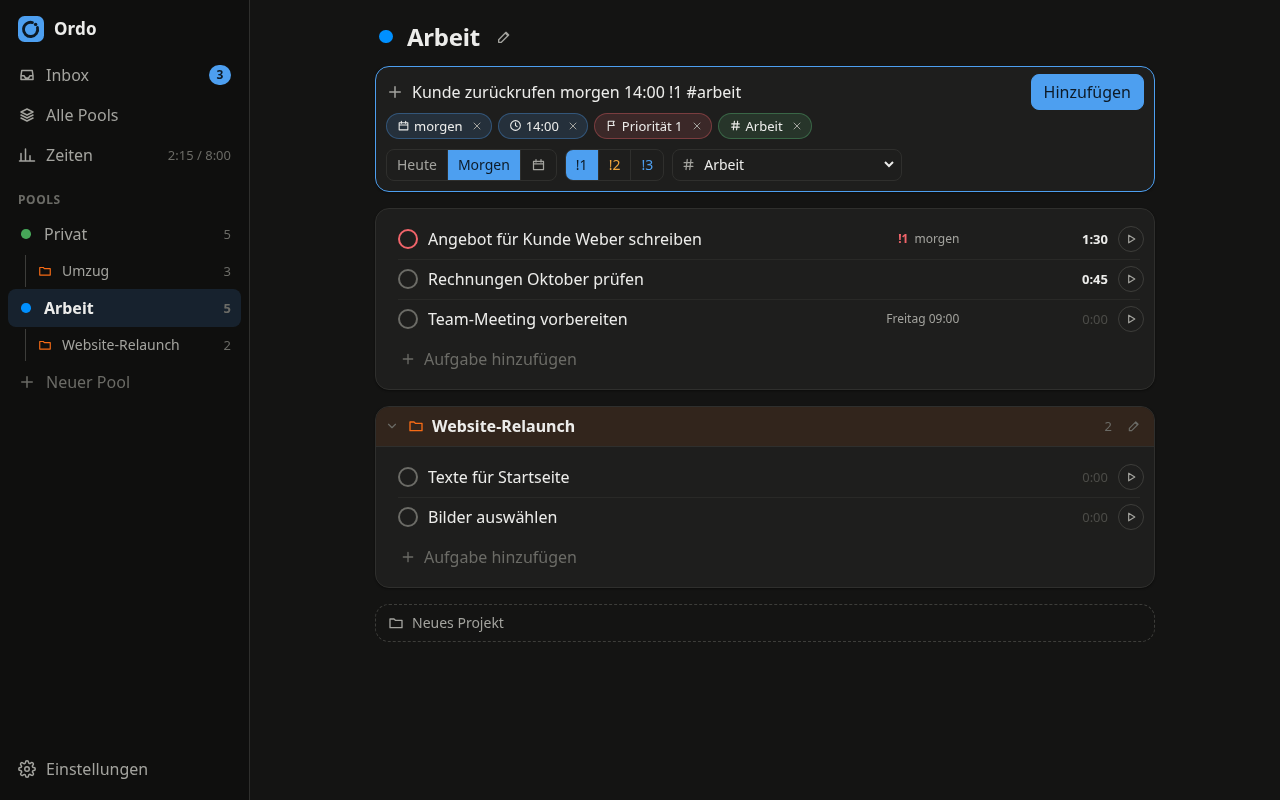 Ordo
Inbox 3
Alle Pools
Zeiten 2:15 / 8:00
POOLS
Privat 5
Umzug 3
Arbeit 5
Website-Relaunch 2
Neuer Pool
Einstellungen
Arbeit
Kunde zurückrufen morgen 14:00 !1 #arbeit Hinzufügen
morgen 14:00 Priorität 1 # Arbeit
Heute Morgen !1 !2 !3 # Arbeit
Angebot für Kunde Weber schreiben !1 morgen 1:30
Rechnungen Oktober prüfen 0:45
Team-Meeting vorbereiten Freitag 09:00 0:00
Aufgabe hinzufügen
Website-Relaunch 2
Texte für Startseite 0:00
Bilder auswählen 0:00
Aufgabe hinzufügen
Neues Projekt